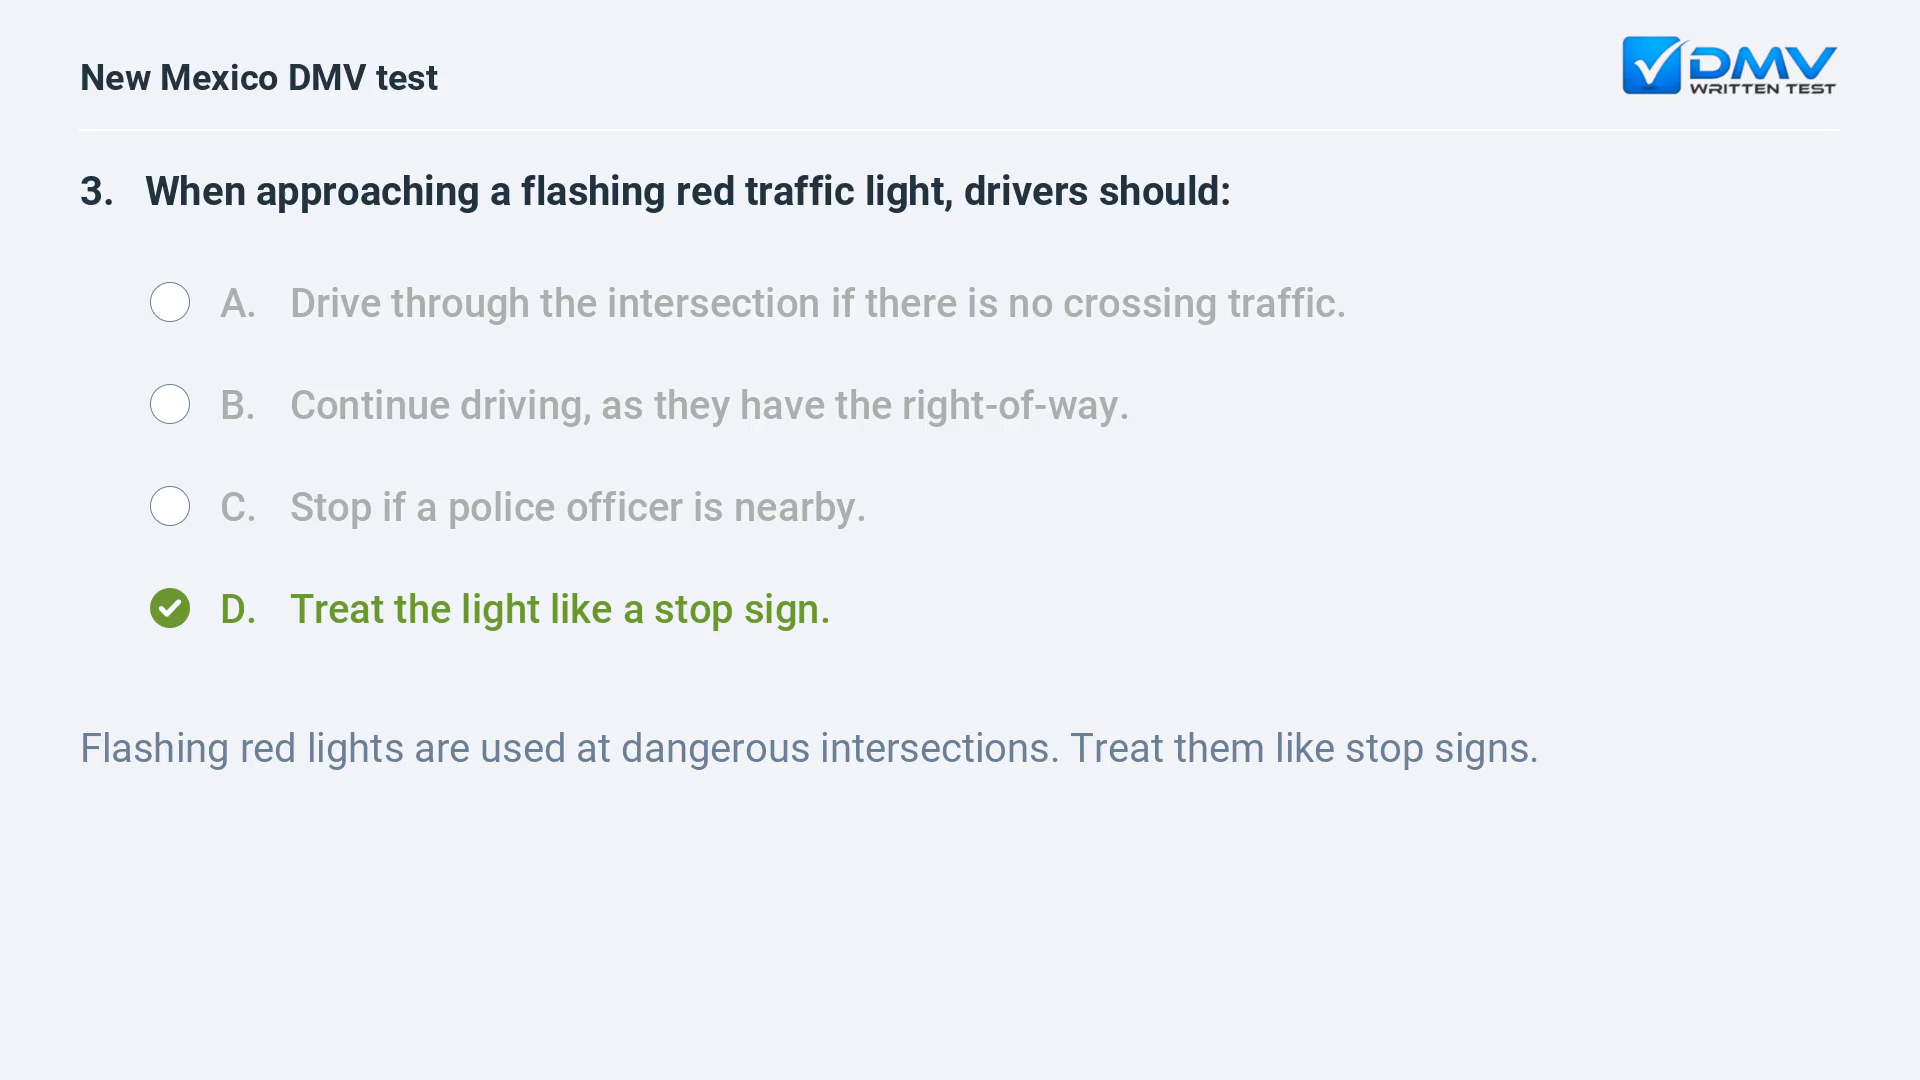 New Mexico DMV test
DMV
WRITTEN TEST
3. When approaching a flashing red traffic light, drivers should:
A. Drive through the intersection if there is no crossing traffic.
B. Continue driving, as they have the right-of-way.
C. Stop if a police officer is nearby.
D. Treat the light like a stop sign.
Flashing red lights are used at dangerous intersections. Treat them like stop signs.